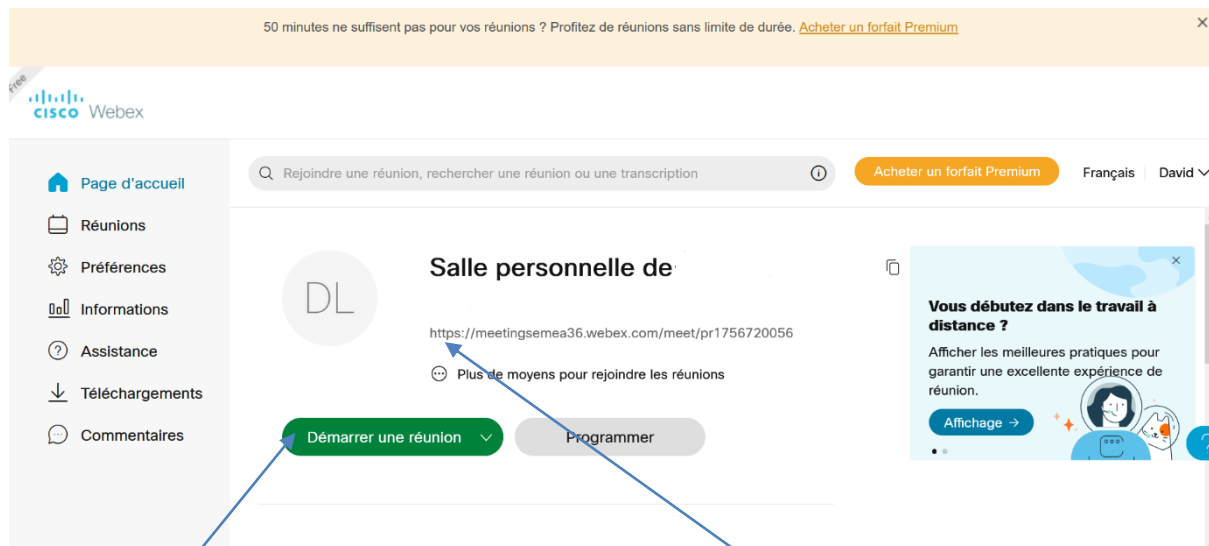 50 minutes ne suffisent pas pour vos réunions ? Profitez de réunions sans limite de durée. Acheter un forfait Premium
Free
CISCO Webex
Page d'accueil
Réunions
Préférences
Informations
Assistance
Téléchargements
Commentaires
Rejoindre une réunion, rechercher une réunion ou une transcription
Acheter un forfait Premium
Français
David
DL
Salle personnelle de
https://meetingsemea36.webex.com/meet/pr1756720056
Plus de moyens pour rejoindre les réunions
Démarrer une réunion
Programmer
Vous débutez dans le travail à
distance ?
Afficher les meilleures pratiques pour
garantir une excellente expérience de
réunion.
Affichage →